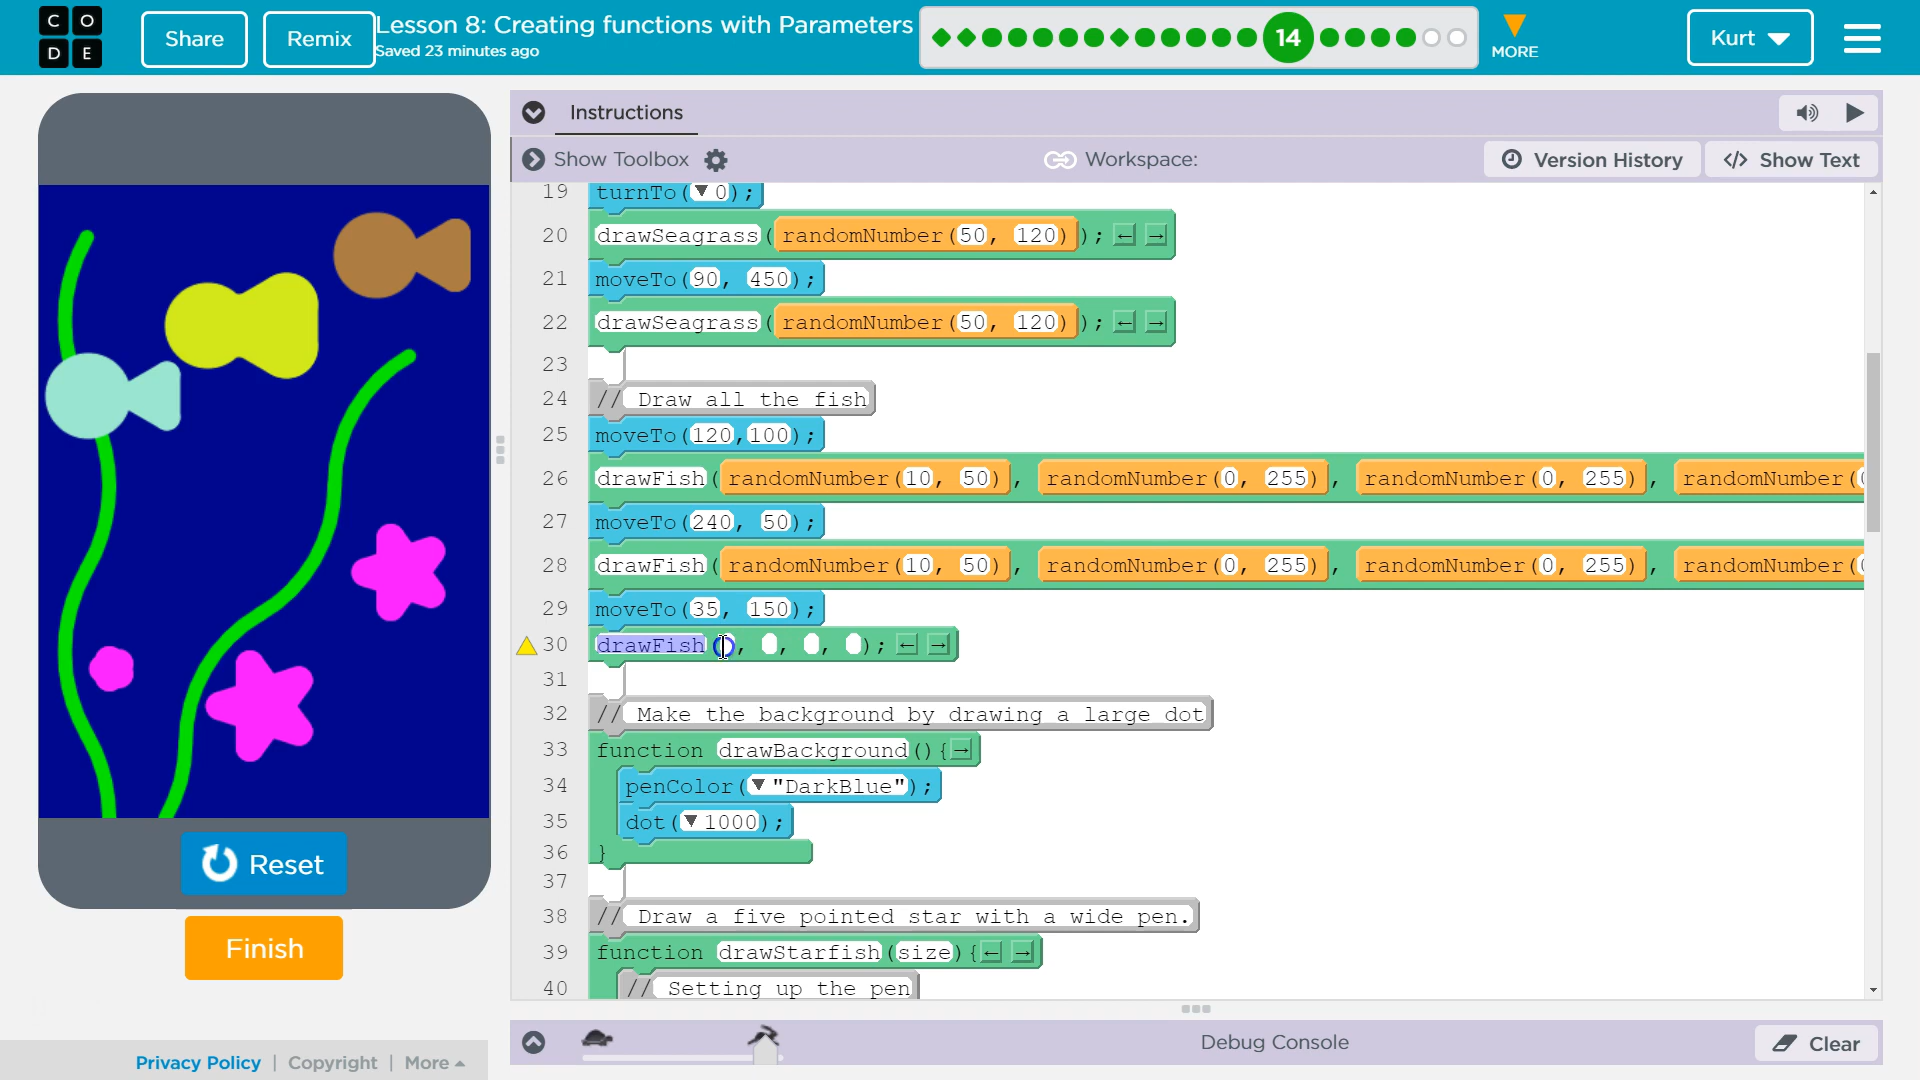 C O
D E
Share
Remix
Lesson 8: Creating functions with Parameters
Saved 23 minutes ago
14
MORE
Kurt
Instructions
Show Toolbox
Workspace:
Version History
</> Show Text
19 turnTo(▼ 0);
20 drawSeagrass(randomNumber(50, 120)); ← →
21 moveTo(90, 450);
22 drawSeagrass(randomNumber(50, 120)); ← →
23
24 // Draw all the fish
25 moveTo(120,100);
26 drawFish(randomNumber(10, 50), randomNumber(0, 255), randomNumber(0, 255), randomNumber(
27 moveTo(240, 50);
28 drawFish(randomNumber(10, 50), randomNumber(0, 255), randomNumber(0, 255), randomNumber(
29 moveTo(35, 150);
30 drawFish( , , , ); ← →
31
32 // Make the background by drawing a large dot
33 function drawBackground(){ →
34 penColor(▼ "DarkBlue");
35 dot(▼ 1000);
36 }
37
38 // Draw a five pointed star with a wide pen.
39 function drawStarfish(size){ ← →
40 // Setting up the pen
Reset
Finish
Debug Console
Clear
Privacy Policy | Copyright | More